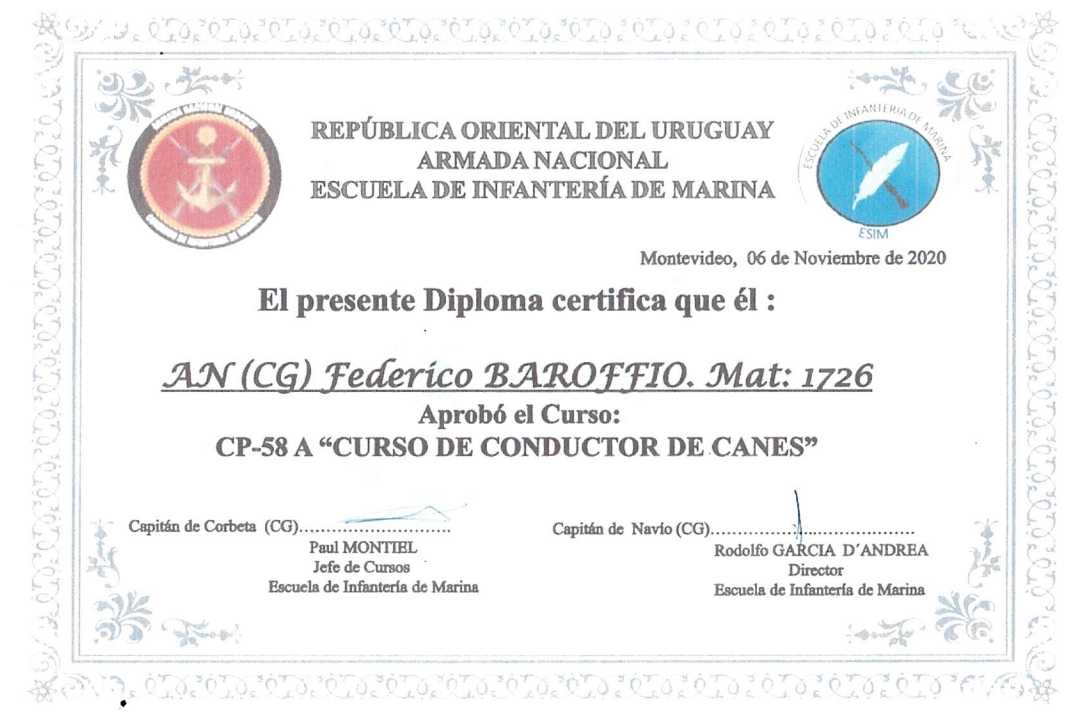 REPÚBLICA ORIENTAL DEL URUGUAY
ARMADA NACIONAL
ESCUELA DE INFANTERÍA DE MARINA
ESCUELA DE INFANTERIA DE MARINA
ESIM
Montevideo, 06 de Noviembre de 2020
El presente Diploma certifica que él :
AN (CG) Federico BAROFFIO. Mat: 1726
Aprobó el Curso:
CP-58 A “CURSO DE CONDUCTOR DE CANES”
Capitán de Corbeta (CG)..........................
Paul MONTIEL
Jefe de Cursos
Escuela de Infantería de Marina
Capitán de Navío (CG)...................................
Rodolfo GARCIA D´ANDREA
Director
Escuela de Infantería de Marina